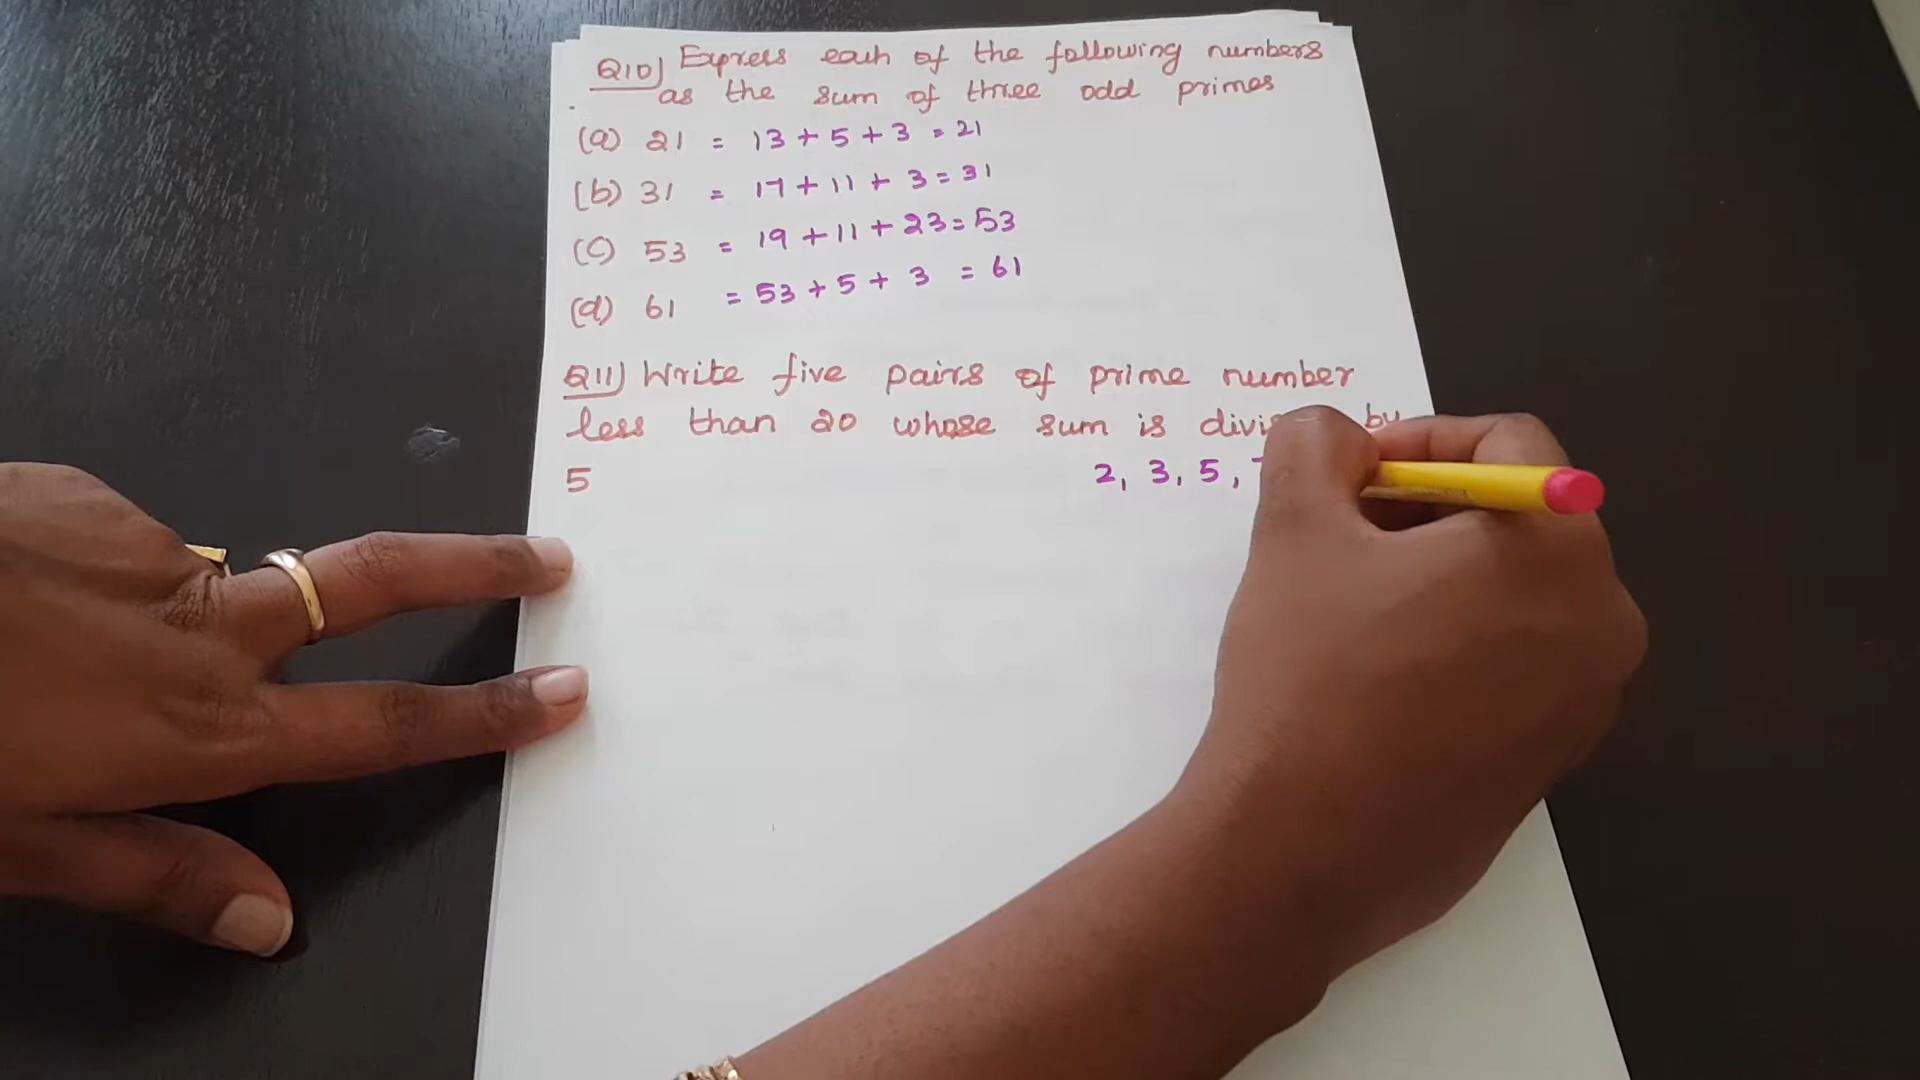 Q10) Express each of the following numbers
as the sum of three odd primes
(a) 21 = 13 + 5 + 3 = 21
(b) 31 = 17 + 11 + 3 = 31
(c) 53 = 19 + 11 + 23 = 53
(d) 61 = 53 + 5 + 3 = 61
Q11) Write five pairs of prime number
less than 20 whose sum is by
5
2, 3, 5,